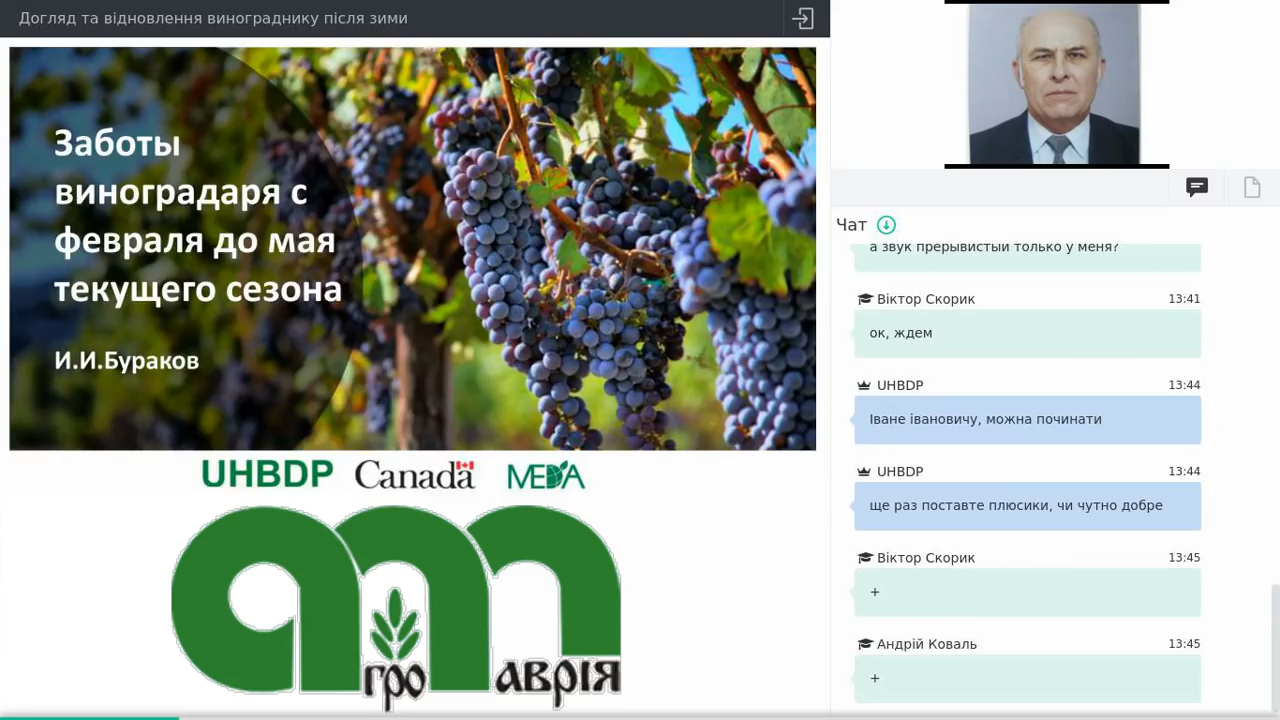 Догляд та відновлення винограднику після зими
Заботы
виноградаря с
февраля до мая
текущего сезона
И.И.Бураков
UHBDP
Canada
MEDA
гро
аврія
Чат
а звук прерывистый только у меня?
Віктор Скорик 13:41
ок, ждем
UHBDP 13:44
Іване івановичу, можна починати
UHBDP 13:44
ще раз поставте плюсики, чи чутно добре
Віктор Скорик 13:45
+
Андрій Коваль 13:45
+